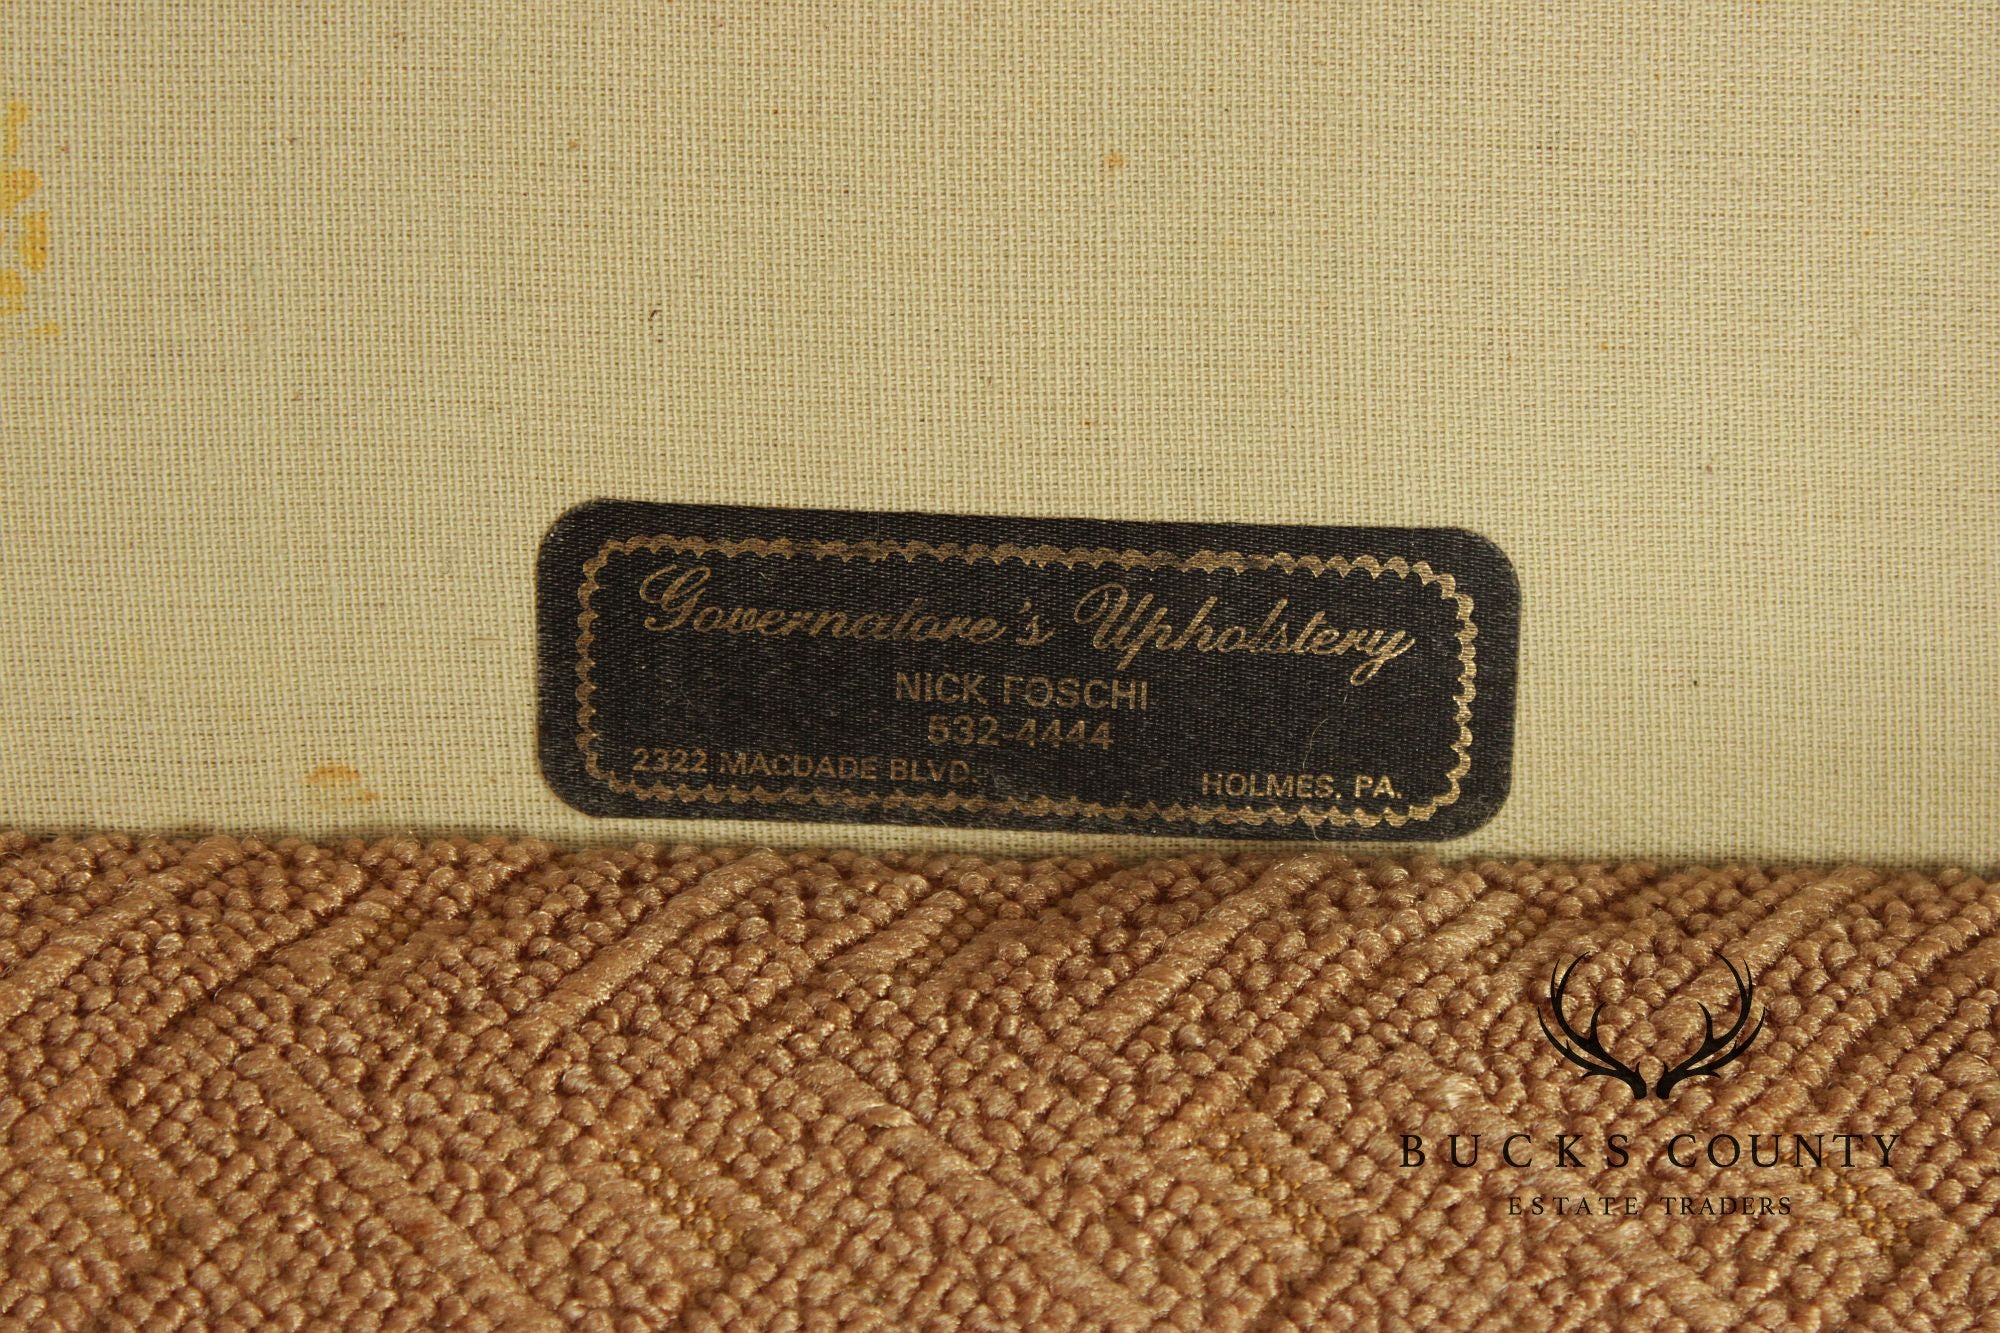 Governatore's Upholstery
NICK FOSCHI
532-4444
2322 MACDADE BLVD. HOLMES, PA.
BUCKS COUNTY
ESTATE TRADERS